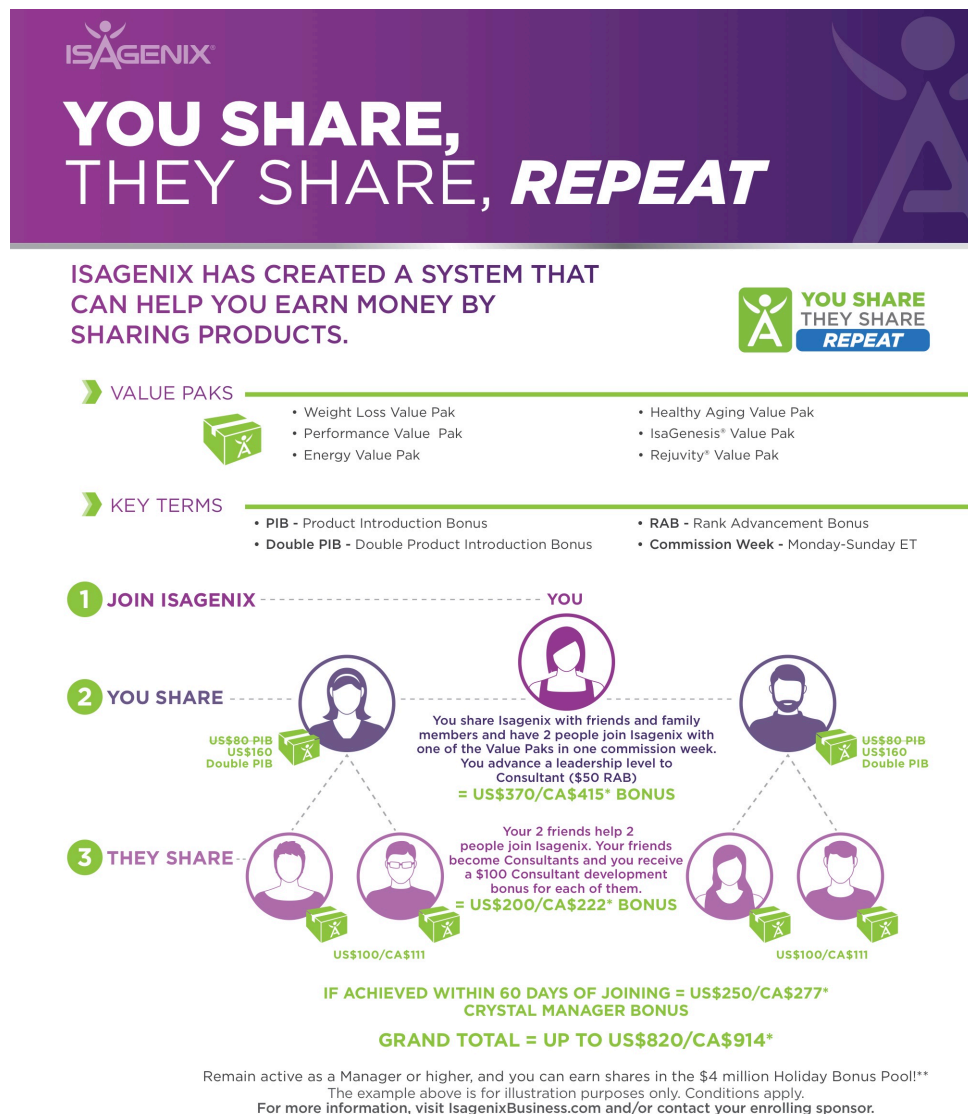 ISAGENIX®
YOU SHARE,
THEY SHARE, REPEAT
ISAGENIX HAS CREATED A SYSTEM THAT
CAN HELP YOU EARN MONEY BY
SHARING PRODUCTS.
YOU SHARE
THEY SHARE
REPEAT
VALUE PAKS
• Weight Loss Value Pak
• Performance Value Pak
• Energy Value Pak
• Healthy Aging Value Pak
• IsaGenesis® Value Pak
• Rejuvity® Value Pak
KEY TERMS
• PIB - Product Introduction Bonus
• Double PIB - Double Product Introduction Bonus
• RAB - Rank Advancement Bonus
• Commission Week - Monday-Sunday ET
1 JOIN ISAGENIX
YOU
2 YOU SHARE
US$80 PIB
US$160
Double PIB
You share Isagenix with friends and family
members and have 2 people join Isagenix with
one of the Value Paks in one commission week.
You advance a leadership level to
Consultant ($50 RAB)
= US$370/CA$415* BONUS
US$80 PIB
US$160
Double PIB
3 THEY SHARE
Your 2 friends help 2
people join Isagenix. Your friends
become Consultants and you receive
a $100 Consultant development
bonus for each of them.
= US$200/CA$222* BONUS
US$100/CA$111
US$100/CA$111
IF ACHIEVED WITHIN 60 DAYS OF JOINING = US$250/CA$277*
CRYSTAL MANAGER BONUS
GRAND TOTAL = UP TO US$820/CA$914*
Remain active as a Manager or higher, and you can earn shares in the $4 million Holiday Bonus Pool!**
The example above is for illustration purposes only. Conditions apply.
For more information, visit IsagenixBusiness.com and/or contact your enrolling sponsor.